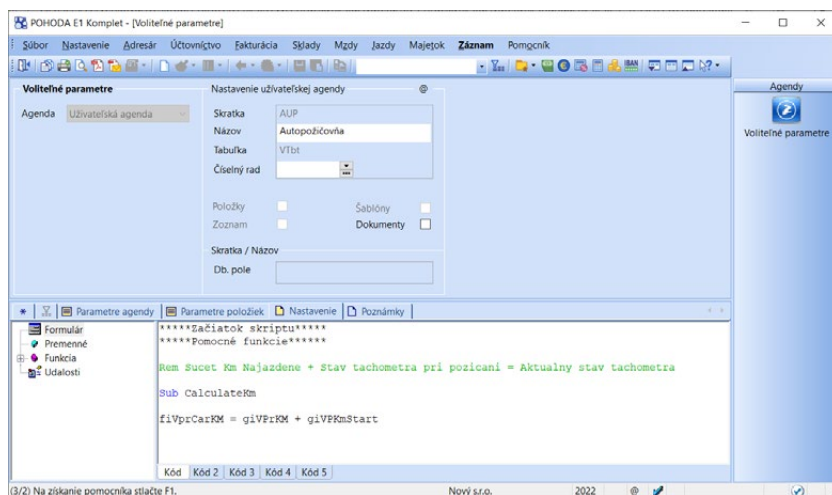 POHODA E1 Komplet - [Voliteľné parametre]
Súbor Nastavenie Adresár Účtovníctvo Fakturácia Sklady Mzdy Jazdy Majetok Záznam Pomocník
Voliteľné parametre
Agenda Užívateľská agenda
Nastavenie užívateľskej agendy @
Skratka AUP
Názov Autopožičovňa
Tabuľka VTbt
Číselný rad
Položky Šablóny
Zoznam Dokumenty
Skratka / Názov
Db. pole
Agendy
Voliteľné parametre
* Parametre agendy Parametre položiek Nastavenie Poznámky
Formulár
Premenné
Funkcia
Udalosti
*****Začiatok skriptu*****
*****Pomocné funkcie******
Rem Sucet Km Najazdene + Stav tachometra pri pozicani = Aktualny stav tachometra
Sub CalculateKm
fiVprCarKM = giVPrKM + giVPKmStart
Kód Kód 2 Kód 3 Kód 4 Kód 5
(3/2) Na získanie pomocníka stlačte F1. Nový s.r.o. 2022 @